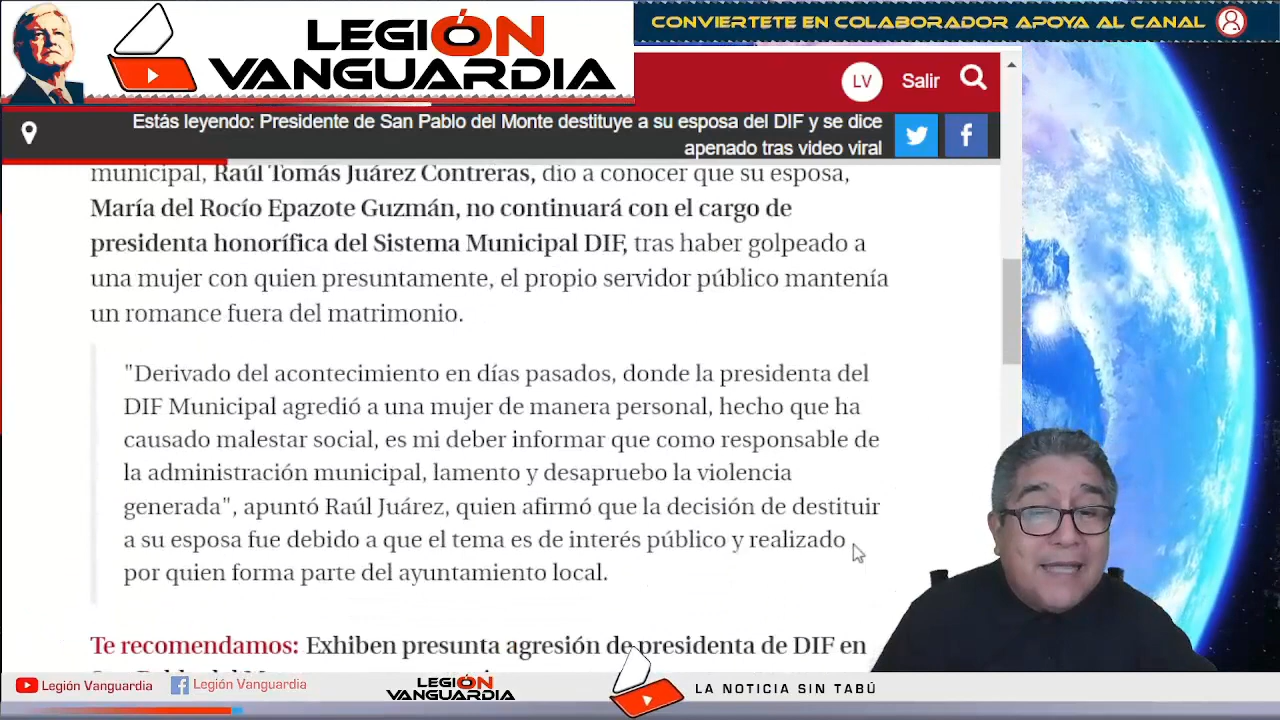 LEGIÓN
VANGUARDIA
CONVIERTETE EN COLABORADOR APOYA AL CANAL
LV
Salir
Estás leyendo: Presidente de San Pablo del Monte destituye a su esposa del DIF y se dice
apenado tras video viral
municipal, Raúl Tomás Juárez Contreras, dio a conocer que su esposa,
María del Rocío Epazote Guzmán, no continuará con el cargo de
presidenta honorífica del Sistema Municipal DIF, tras haber golpeado a
una mujer con quien presuntamente, el propio servidor público mantenía
un romance fuera del matrimonio.
"Derivado del acontecimiento en días pasados, donde la presidenta del
DIF Municipal agredió a una mujer de manera personal, hecho que ha
causado malestar social, es mi deber informar que como responsable de
la administración municipal, lamento y desapruebo la violencia
generada", apuntó Raúl Juárez, quien afirmó que la decisión de destituir
a su esposa fue debido a que el tema es de interés público y realizado
por quien forma parte del ayuntamiento local.
Te recomendamos: Exhiben presunta agresión de presidenta de DIF en
Legión Vanguardia
Legión Vanguardia
LEGIÓN
VANGUARDIA
LA NOTICIA SIN TABÚ